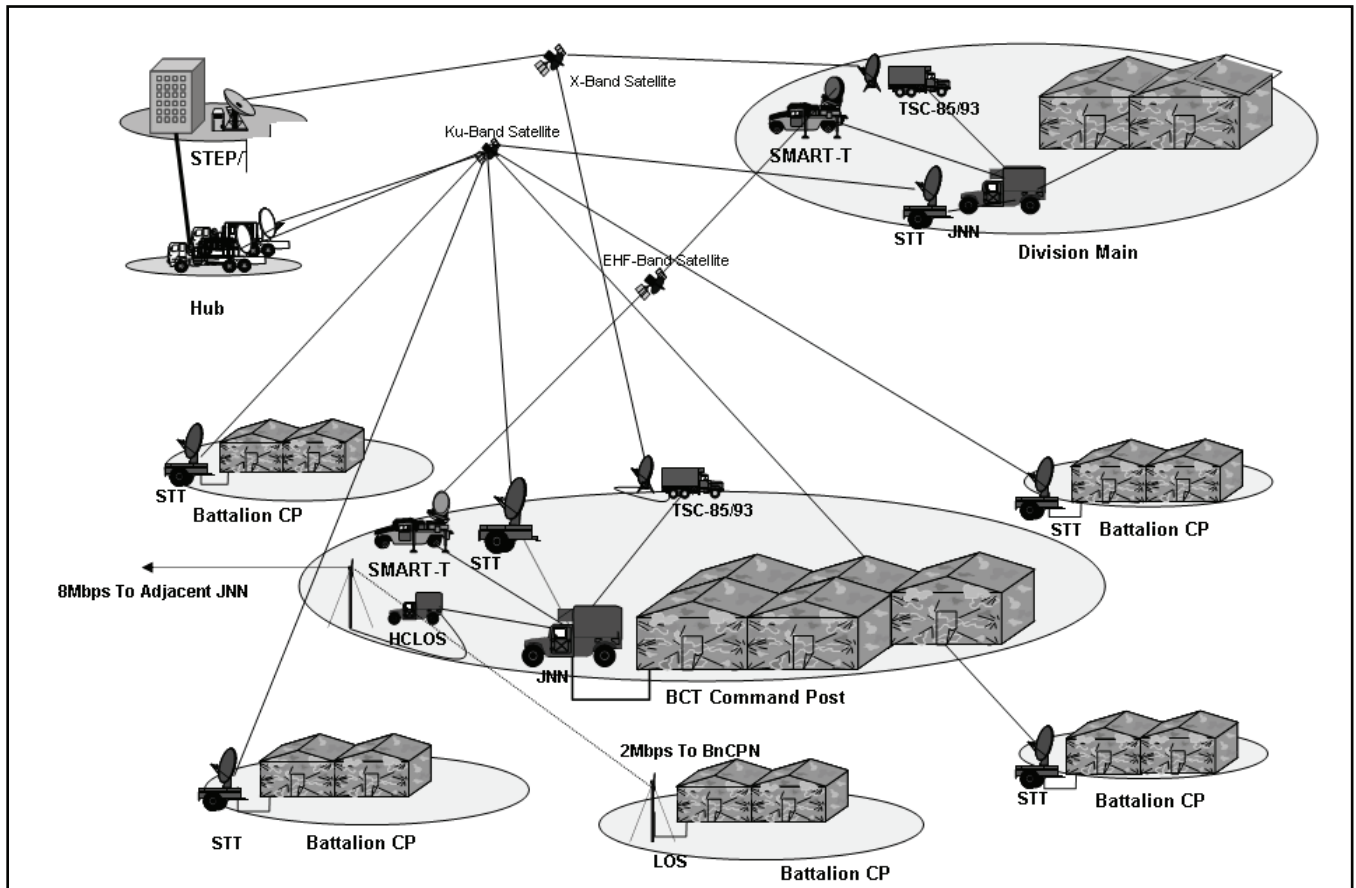 X-Band Satellite
TSC-85/93
Ku-Band Satellite
SMART-T
STEP/
STT
JNN
Division Main
EHF-Band Satellite
Hub
STT
Battalion CP
TSC-85/93
STT
Battalion CP
SMART-T
STT
8Mbps To Adjacent JNN
HCLOS
JNN
BCT Command Post
2Mbps To BnCPN
STT
Battalion CP
STT
Battalion CP
LOS
Battalion CP